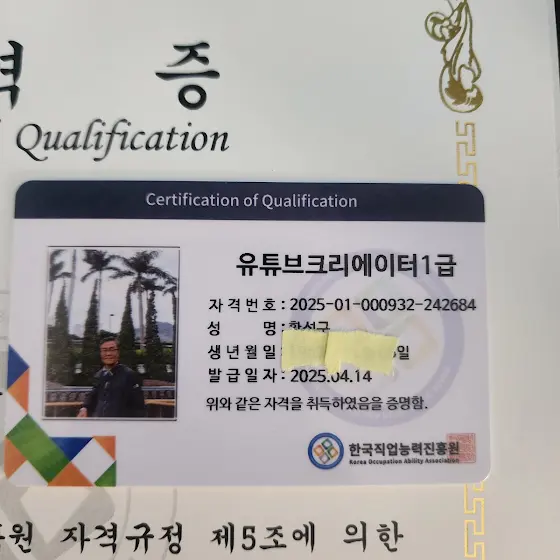 격 증
Qualification
Certification of Qualification
유튜브크리에이터1급
자격번호 : 2025-01-000932-242684
성 명 :
생년월일 : 일
발급일자 : 2025.04.14
위와 같은 자격을 취득하였음을 증명함.
한국직업능력진흥원
Korea Occupation Ability Association
원 자격규정 제5조에 의한